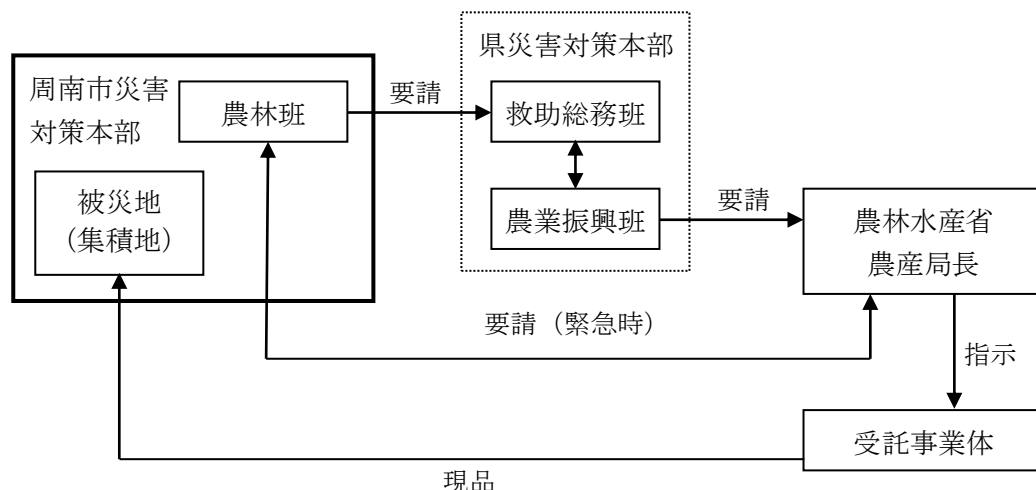 県災害対策本部
周南市災害
対策本部
農林班
要請
救助総務班
被災地
（集積地）
農業振興班
要請
農林水産省
農産局長
要請（緊急時）
指示
受託事業体
現品